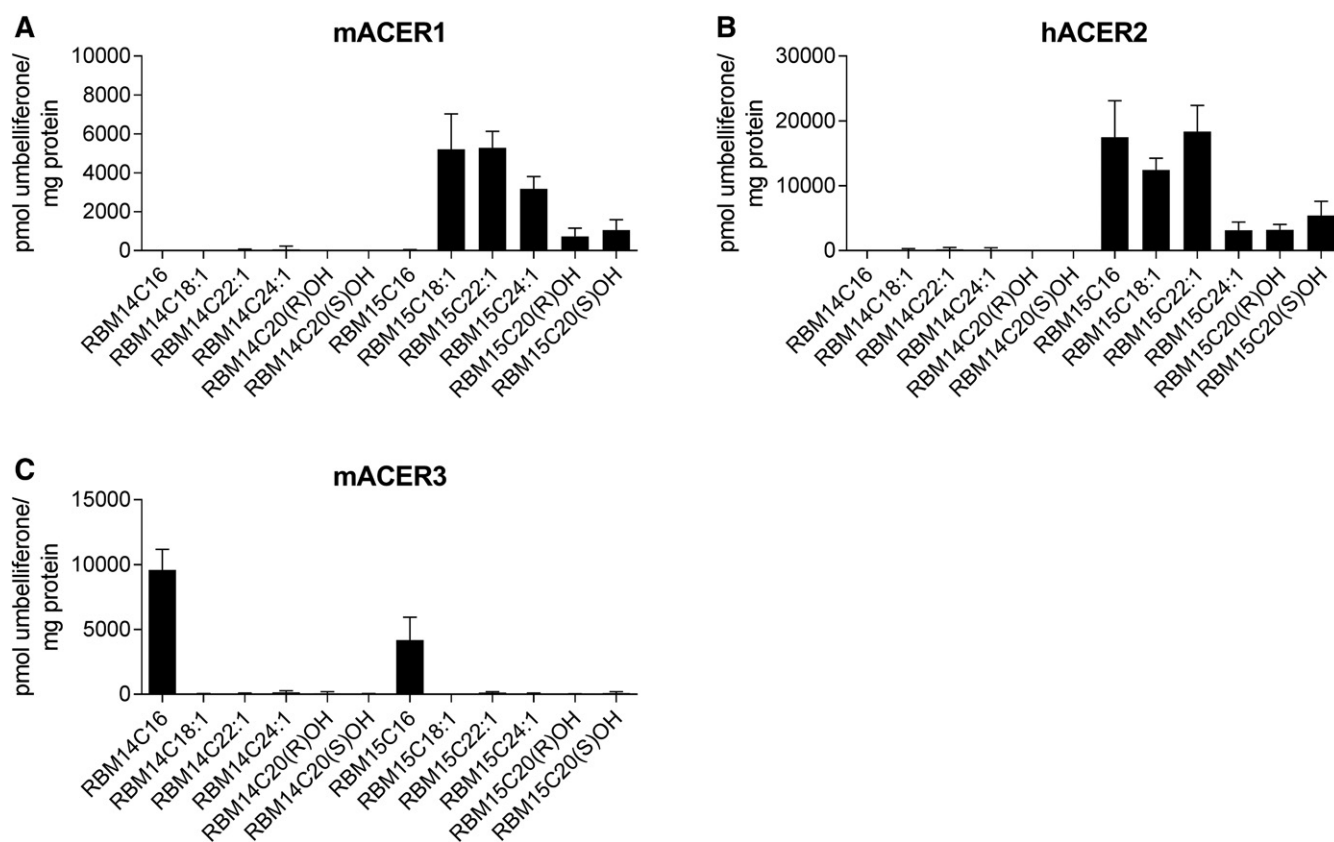 A
mACER1
pmol umbelliferone/
mg protein
10000
8000
6000
4000
2000
0
RBM14C16
RBM14C18:1
RBM14C22:1
RBM14C24:1
RBM14C20(R)OH
RBM14C20(S)OH
RBM15C16
RBM15C18:1
RBM15C22:1
RBM15C24:1
RBM15C20(R)OH
RBM15C20(S)OH
B
hACER2
pmol umbelliferone/
mg protein
30000
20000
10000
0
RBM14C16
RBM14C18:1
RBM14C22:1
RBM14C24:1
RBM14C20(R)OH
RBM14C20(S)OH
RBM15C16
RBM15C18:1
RBM15C22:1
RBM15C24:1
RBM15C20(R)OH
RBM15C20(S)OH
C
mACER3
pmol umbelliferone/
mg protein
15000
10000
5000
0
RBM14C16
RBM14C18:1
RBM14C22:1
RBM14C24:1
RBM14C20(R)OH
RBM14C20(S)OH
RBM15C16
RBM15C18:1
RBM15C22:1
RBM15C24:1
RBM15C20(R)OH
RBM15C20(S)OH